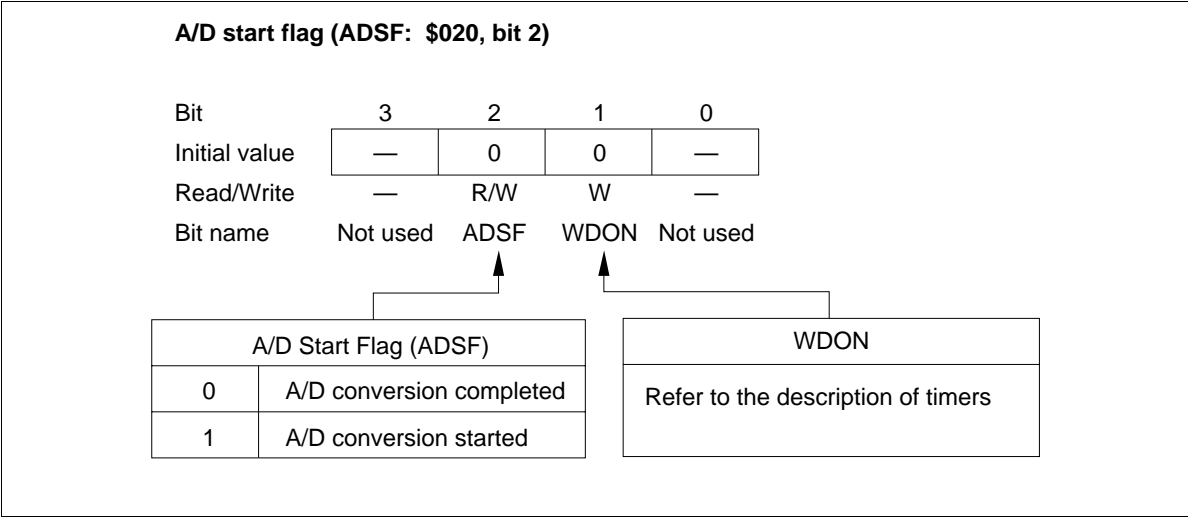 A/D start flag (ADSF: $020, bit 2)
Bit 3 2 1 0
Initial value — 0 0 —
Read/Write — R/W W —
Bit name Not used ADSF WDON Not used
A/D Start Flag (ADSF)
0 A/D conversion completed
1 A/D conversion started
WDON
Refer to the description of timers